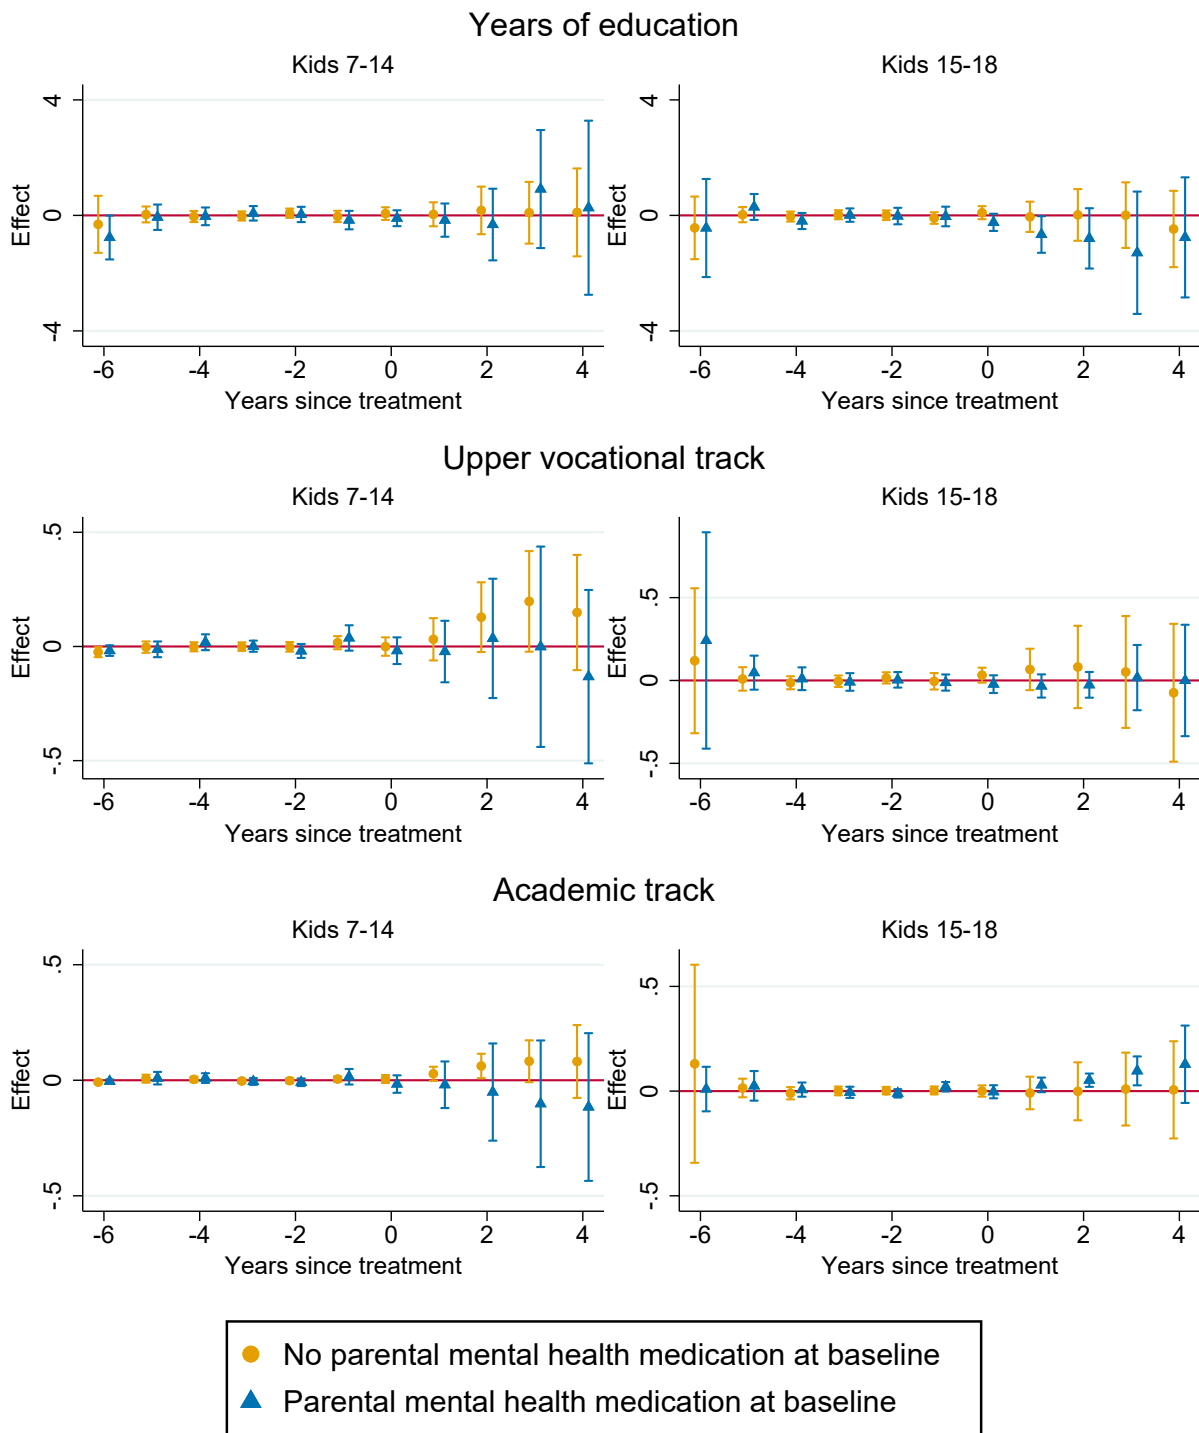 Years of education
Kids 7-14
Kids 15-18
4
0
-4
Effect
-6 -4 -2 0 2 4
Years since treatment
4
0
-4
Effect
-6 -4 -2 0 2 4
Years since treatment
Upper vocational track
Kids 7-14
Kids 15-18
.5
0
-.5
Effect
-6 -4 -2 0 2 4
Years since treatment
.5
0
-.5
Effect
-6 -4 -2 0 2 4
Years since treatment
Academic track
Kids 7-14
Kids 15-18
.5
0
-.5
Effect
-6 -4 -2 0 2 4
Years since treatment
.5
0
-.5
Effect
-6 -4 -2 0 2 4
Years since treatment
No parental mental health medication at baseline
Parental mental health medication at baseline